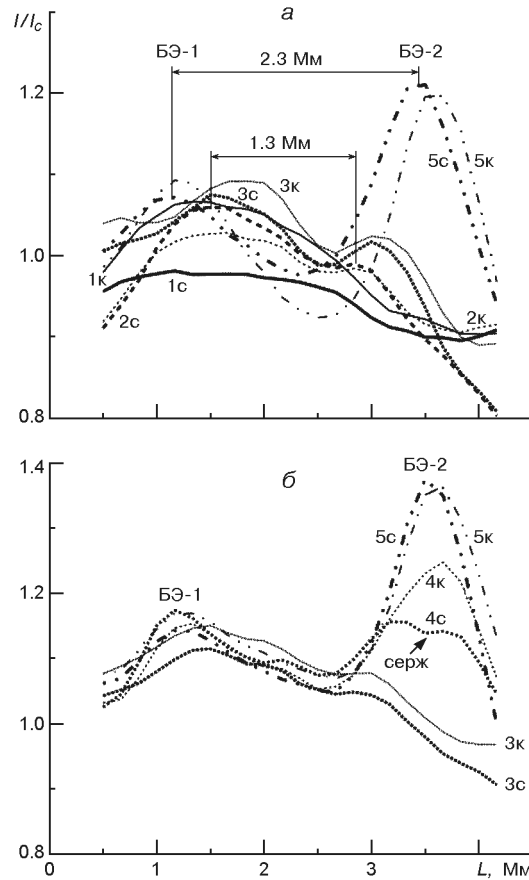 а
I/Ic
БЭ-1
БЭ-2
2.3 Мм
1.2
1.3 Мм
5с
5к
3с
3к
1.0
1к
1с
2с
2к
0.8
б
1.4
БЭ-2
5с
5к
4к
1.2
БЭ-1
4с
серж
1.0
3к
3с
0.8
0
1
2
3
L, Мм